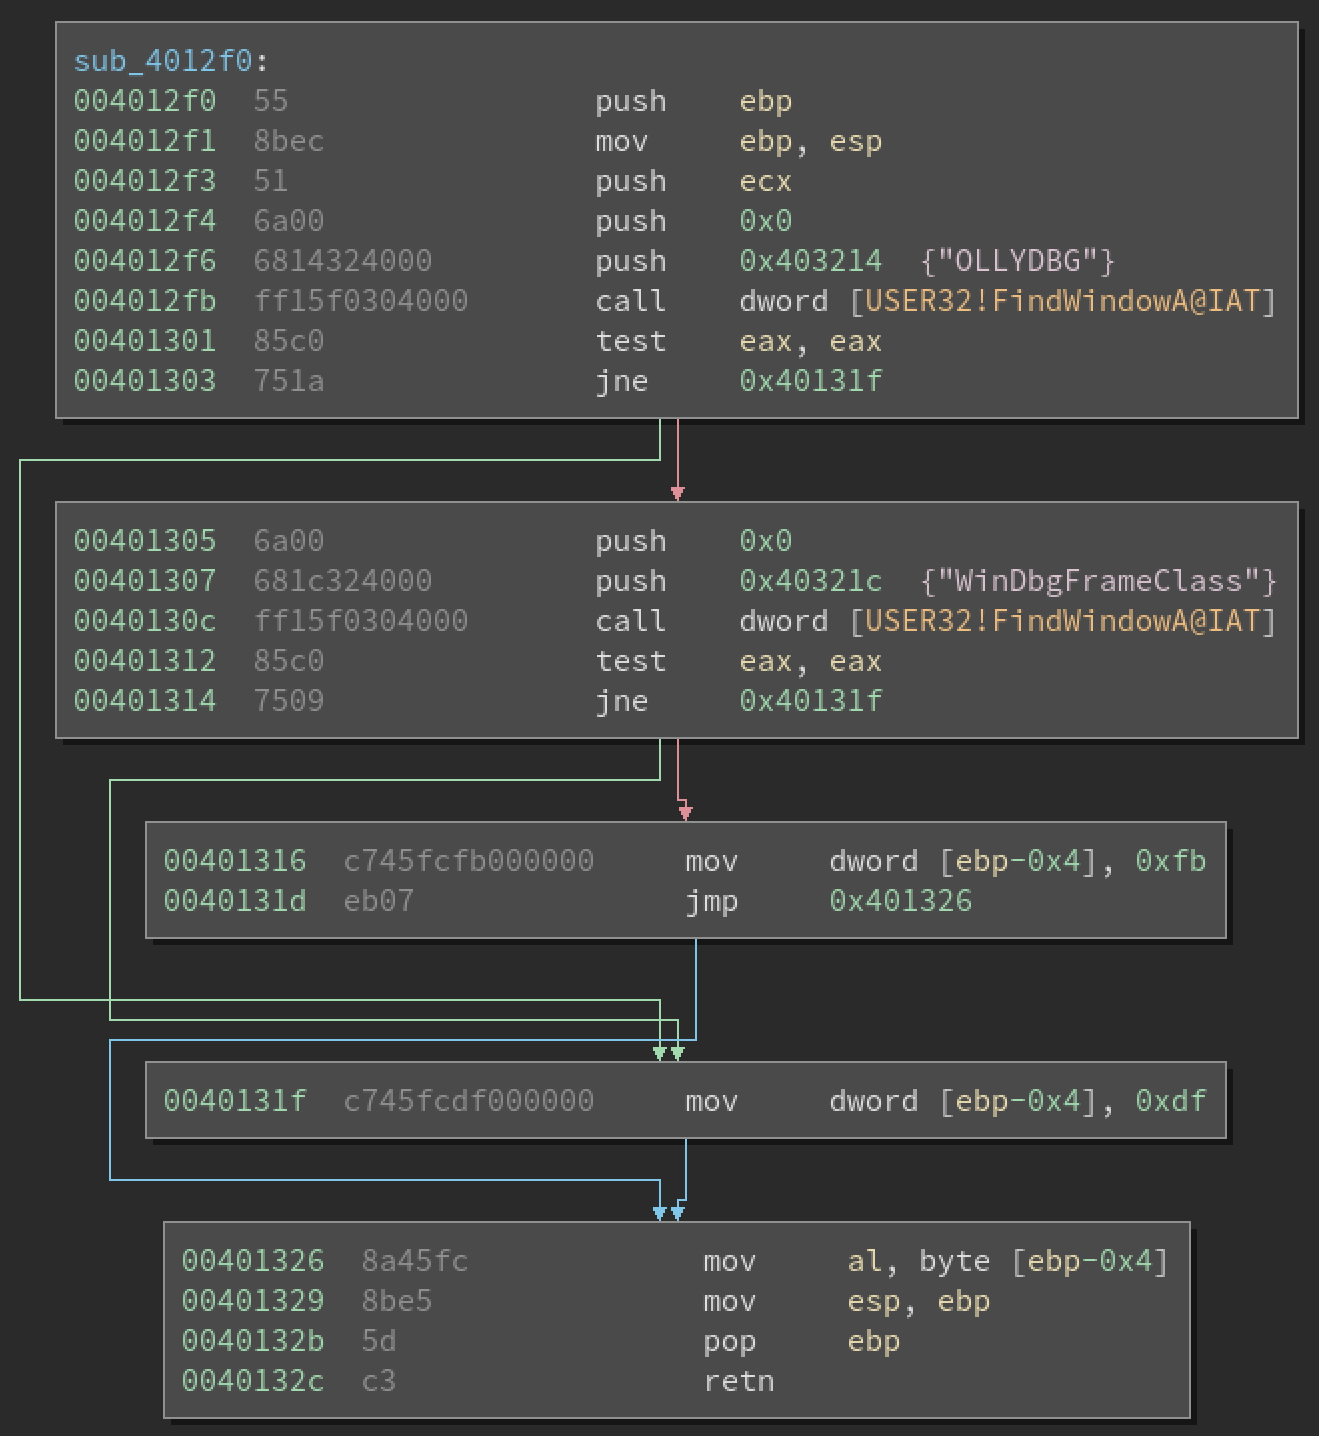 sub_4012f0:
004012f0 55 push ebp
004012f1 8bec mov ebp, esp
004012f3 51 push ecx
004012f4 6a00 push 0x0
004012f6 6814324000 push 0x403214 {"OLLYDBG"}
004012fb ff15f0304000 call dword [USER32!FindWindowA@IAT]
00401301 85c0 test eax, eax
00401303 751a jne 0x40131f
00401305 6a00 push 0x0
00401307 681c324000 push 0x40321c {"WinDbgFrameClass"}
0040130c ff15f0304000 call dword [USER32!FindWindowA@IAT]
00401312 85c0 test eax, eax
00401314 7509 jne 0x40131f
00401316 c745fcfb000000 mov dword [ebp-0x4], 0xfb
0040131d eb07 jmp 0x401326
0040131f c745fcdf000000 mov dword [ebp-0x4], 0xdf
00401326 8a45fc mov al, byte [ebp-0x4]
00401329 8be5 mov esp, ebp
0040132b 5d pop ebp
0040132c c3 retn